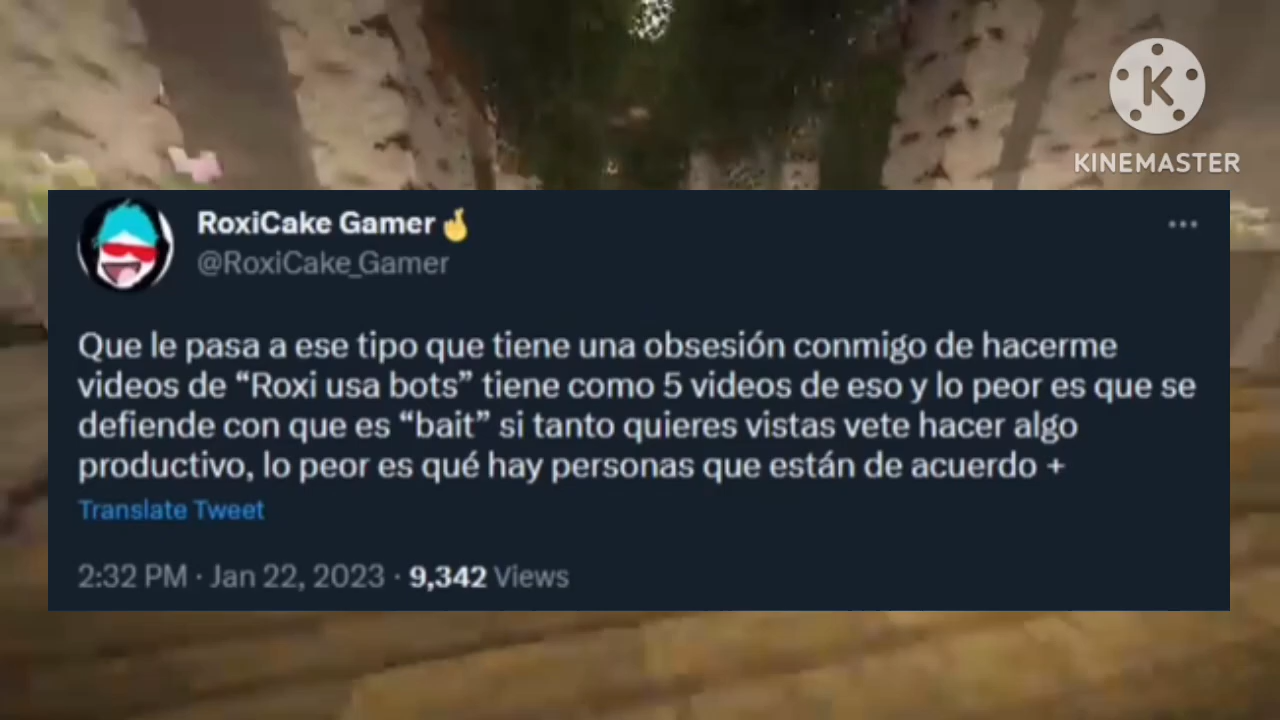 K
KINEMASTER
RoxiCake Gamer🤞
@RoxiCake_Gamer
Que le pasa a ese tipo que tiene una obsesión conmigo de hacerme
videos de “Roxi usa bots” tiene como 5 videos de eso y lo peor es que se
defiende con que es “bait” si tanto quieres vistas vete hacer algo
productivo, lo peor es qué hay personas que están de acuerdo +
Translate Tweet
2:32 PM · Jan 22, 2023 · 9,342 Views